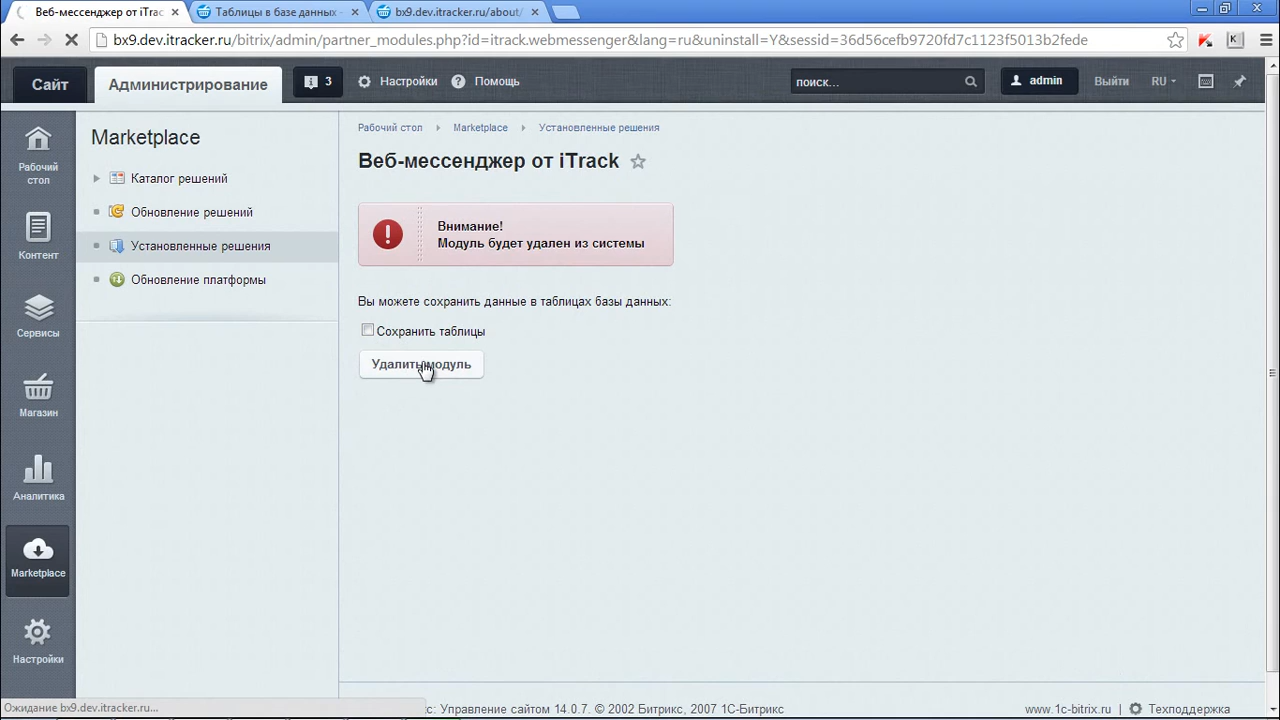 Веб-мессенджер от iTrac
Таблицы в базе данных -
bx9.dev.itracker.ru/about/
bx9.dev.itracker.ru/bitrix/admin/partner_modules.php?id=itrack.webmessenger&lang=ru&uninstall=Y&sessid=36d56cefb9720fd7c1123f5013b2fede
Сайт
Администрирование
3
Настройки
Помощь
поиск...
admin
Выйти
RU
Рабочий стол
Контент
Сервисы
Магазин
Аналитика
Marketplace
Настройки
Marketplace
Каталог решений
Обновление решений
Установленные решения
Обновление платформы
Рабочий стол
Marketplace
Установленные решения
Веб-мессенджер от iTrack
Внимание!
Модуль будет удален из системы
Вы можете сохранить данные в таблицах базы данных:
Сохранить таблицы
Удалить модуль
Ожидание bx9.dev.itracker.ru...
с: Управление сайтом 14.0.7. © 2002 Битрикс, 2007 1С-Битрикс
www.1c-bitrix.ru
Техподдержка